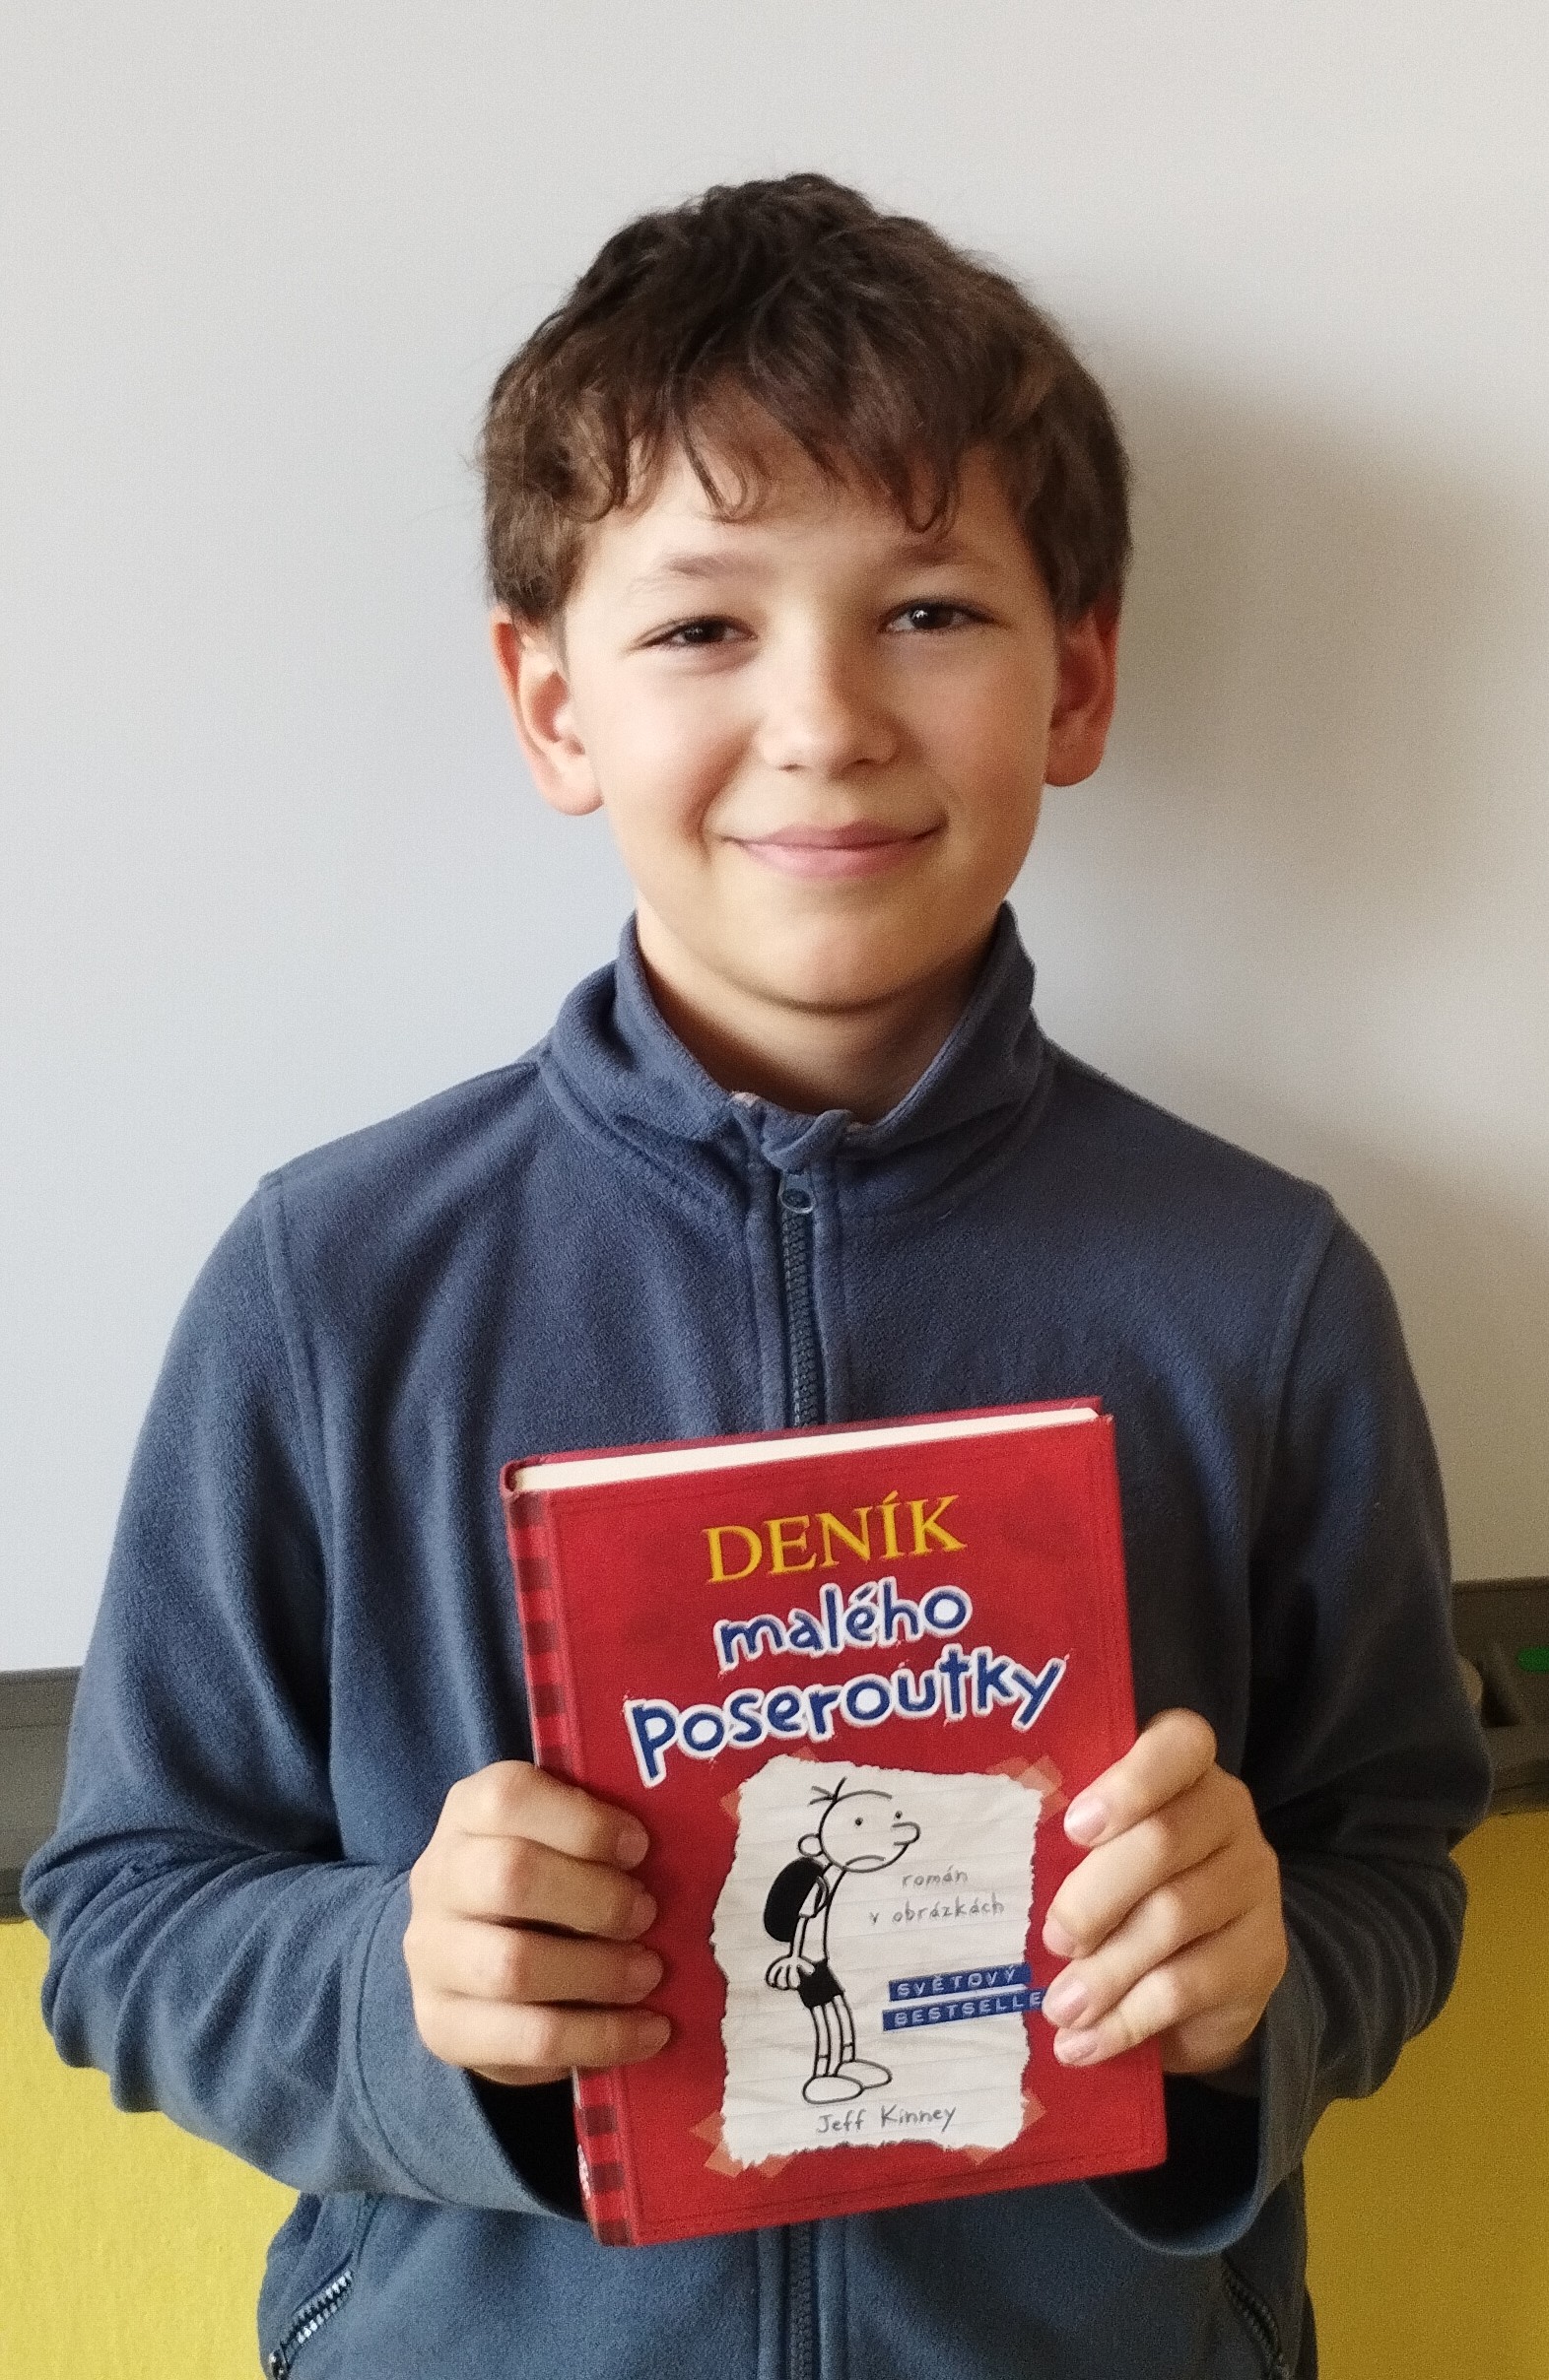 DENÍK
malého
Poseroutky
román
v obrázkách
SVĚTOVÝ
BESTSELLE
Jeff Kinney